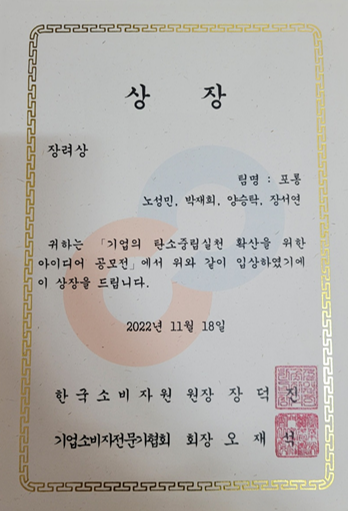 상 장
장려상
팀명 : 포롱
노성민, 박재희, 양승탁, 장서연
귀하는 「기업의 탄소중립실천 확산을 위한
아이디어 공모전」에서 위와 같이 입상하였기에
이 상장을 드립니다.
2022년 11월 18일
한국소비자원 원장 장덕진
기업소비자전문가협회 회장 오재석